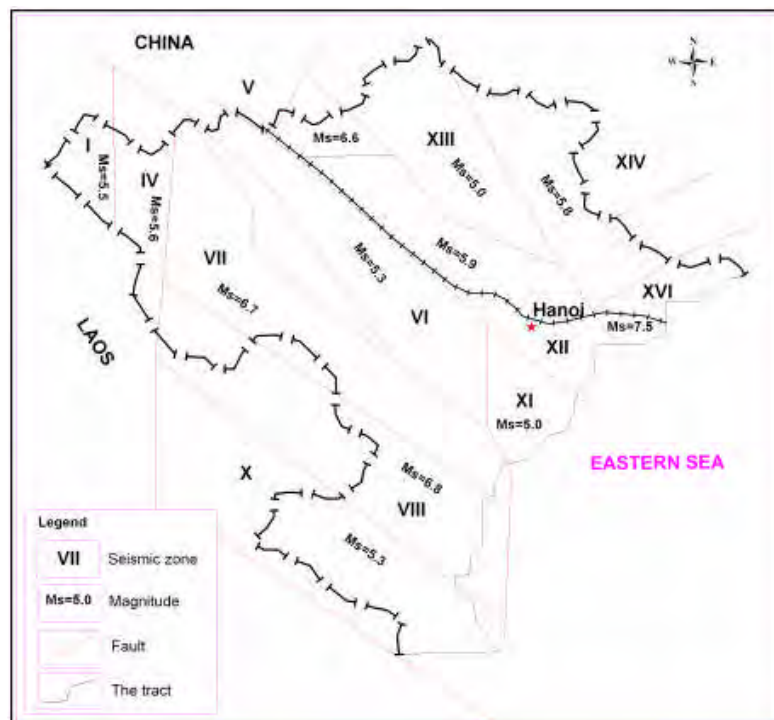 CHINA
W
E
S
V
Ms=6.6
XIII
I
IV
XIV
Ms=5.5
Ms=5.0
Ms=5.6
Ms=5.8
VII
Ms=5.9
Ms=5.3
XVI
Ms=6.7
Hanoj
VI
Ms=7.5
LAOS
XII
XI
Ms=5.0
EASTERN SEA
X
Ms=6.8
VIII
Ms=5.3
Legend
VII Seismic zone
Ms=5.0 Magnitude
Fault
The tract